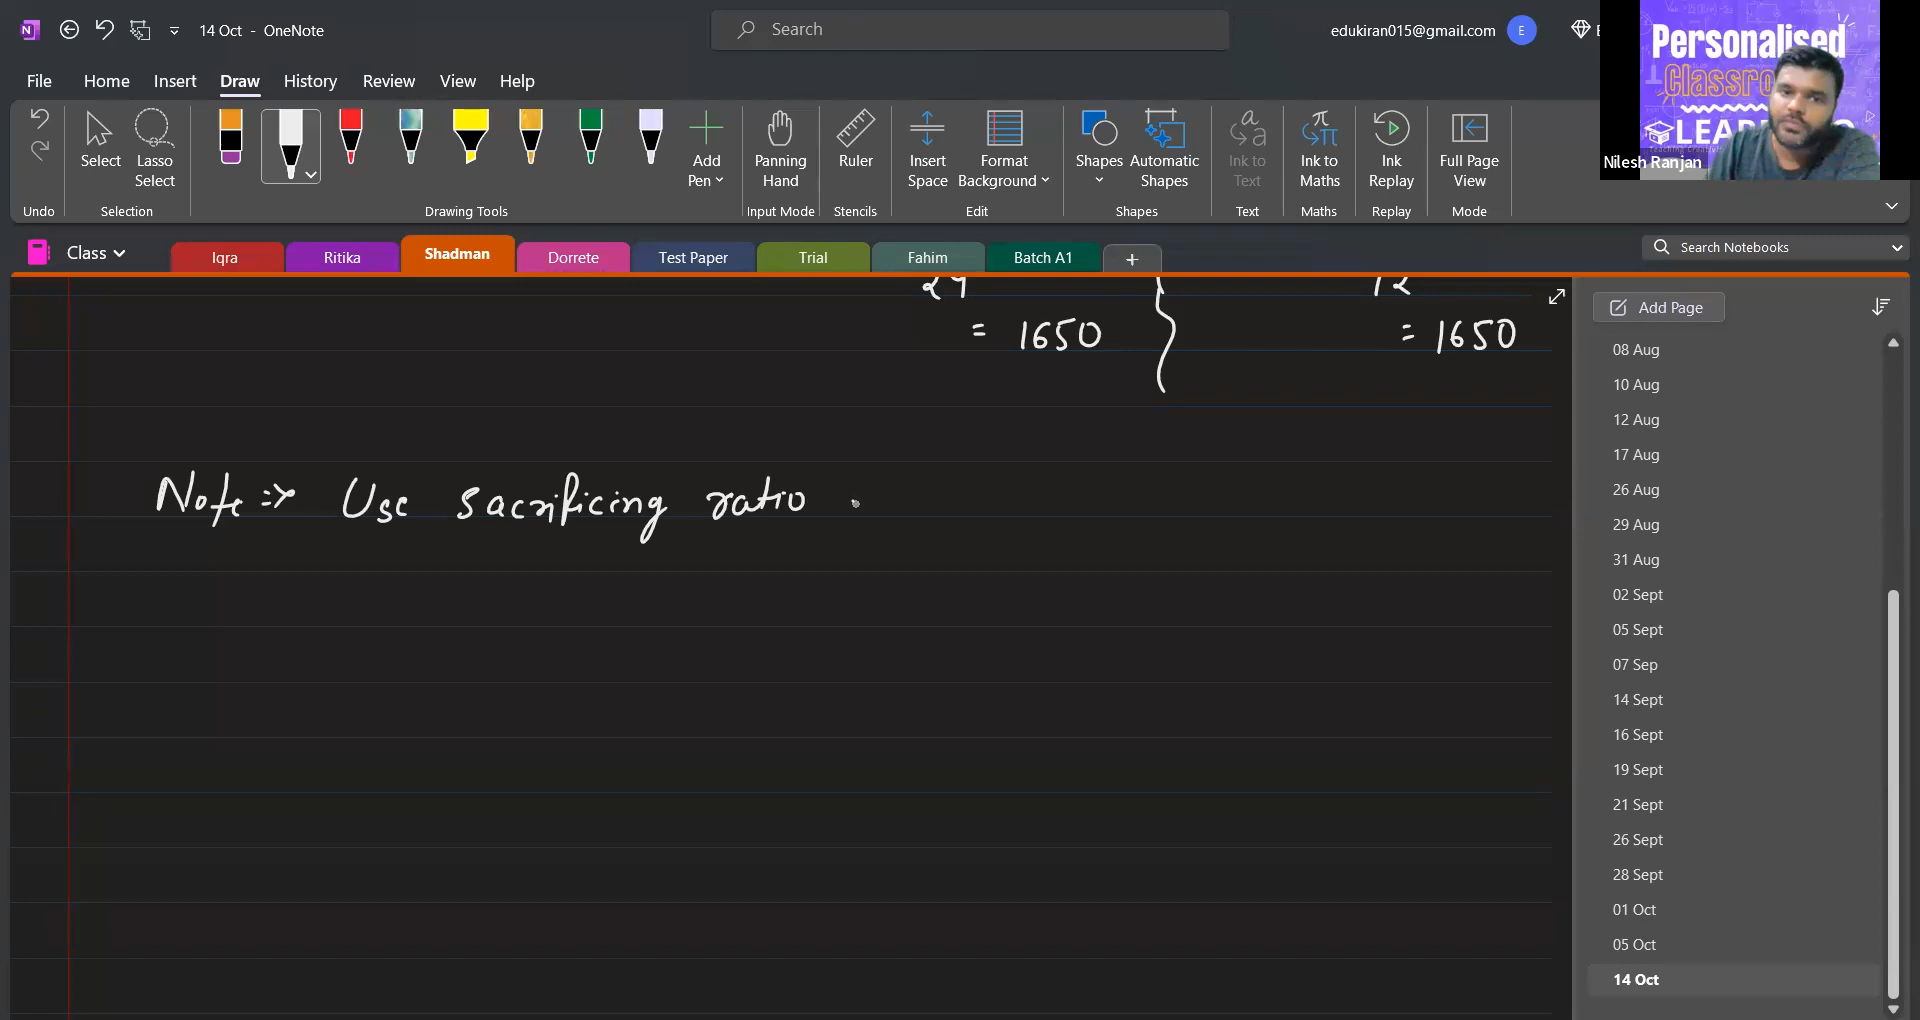 14 Oct - OneNote
Search
edukiran015@gmail.com
E
Personalised
Classro
LEA
Nilesh Ranjan
File Home Insert Draw History Review View Help
Select
Lasso Select
Add Pen
Panning Hand
Ruler
Insert Space
Format Background
Shapes
Automatic Shapes
Ink to Text
Ink to Maths
Ink Replay
Full Page View
Undo Selection Drawing Tools Input Mode Stencils Edit Shapes Text Maths Replay Mode
Class Iqra Ritika Shadman Dorrete Test Paper Trial Fahim Batch A1 +
Search Notebooks
24 12
= 1650 = 1650
Note => Use sacrificing ratio
Add Page
08 Aug
10 Aug
12 Aug
17 Aug
26 Aug
29 Aug
31 Aug
02 Sept
05 Sept
07 Sep
14 Sept
16 Sept
19 Sept
21 Sept
26 Sept
28 Sept
01 Oct
05 Oct
14 Oct